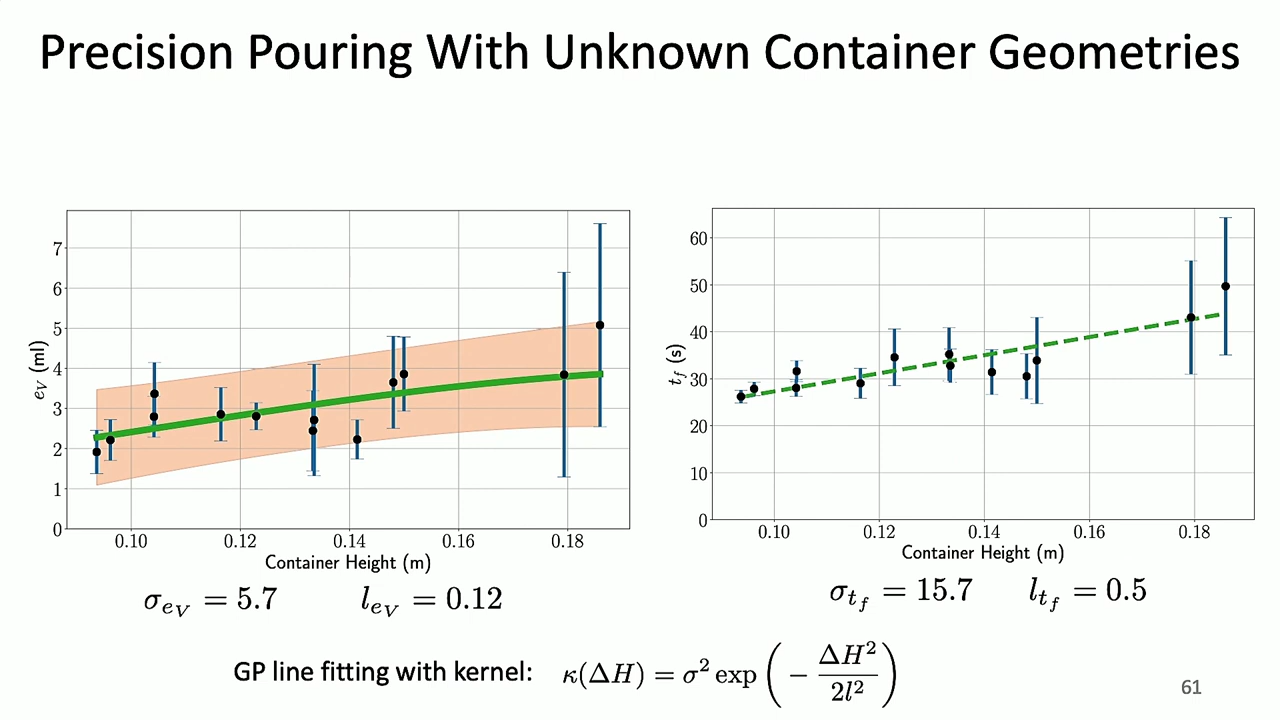 Precision Pouring With Unknown Container Geometries
e_V (ml)
7
6
5
4
3
2
1
0
0.10 0.12 0.14 0.16 0.18
Container Height (m)
t_f (s)
60
50
40
30
20
10
0
0.10 0.12 0.14 0.16 0.18
Container Height (m)
σ_{e_V} = 5.7 l_{e_V} = 0.12
σ_{t_f} = 15.7 l_{t_f} = 0.5
GP line fitting with kernel: κ(ΔH) = σ² exp( − ΔH² / 2l² )
61